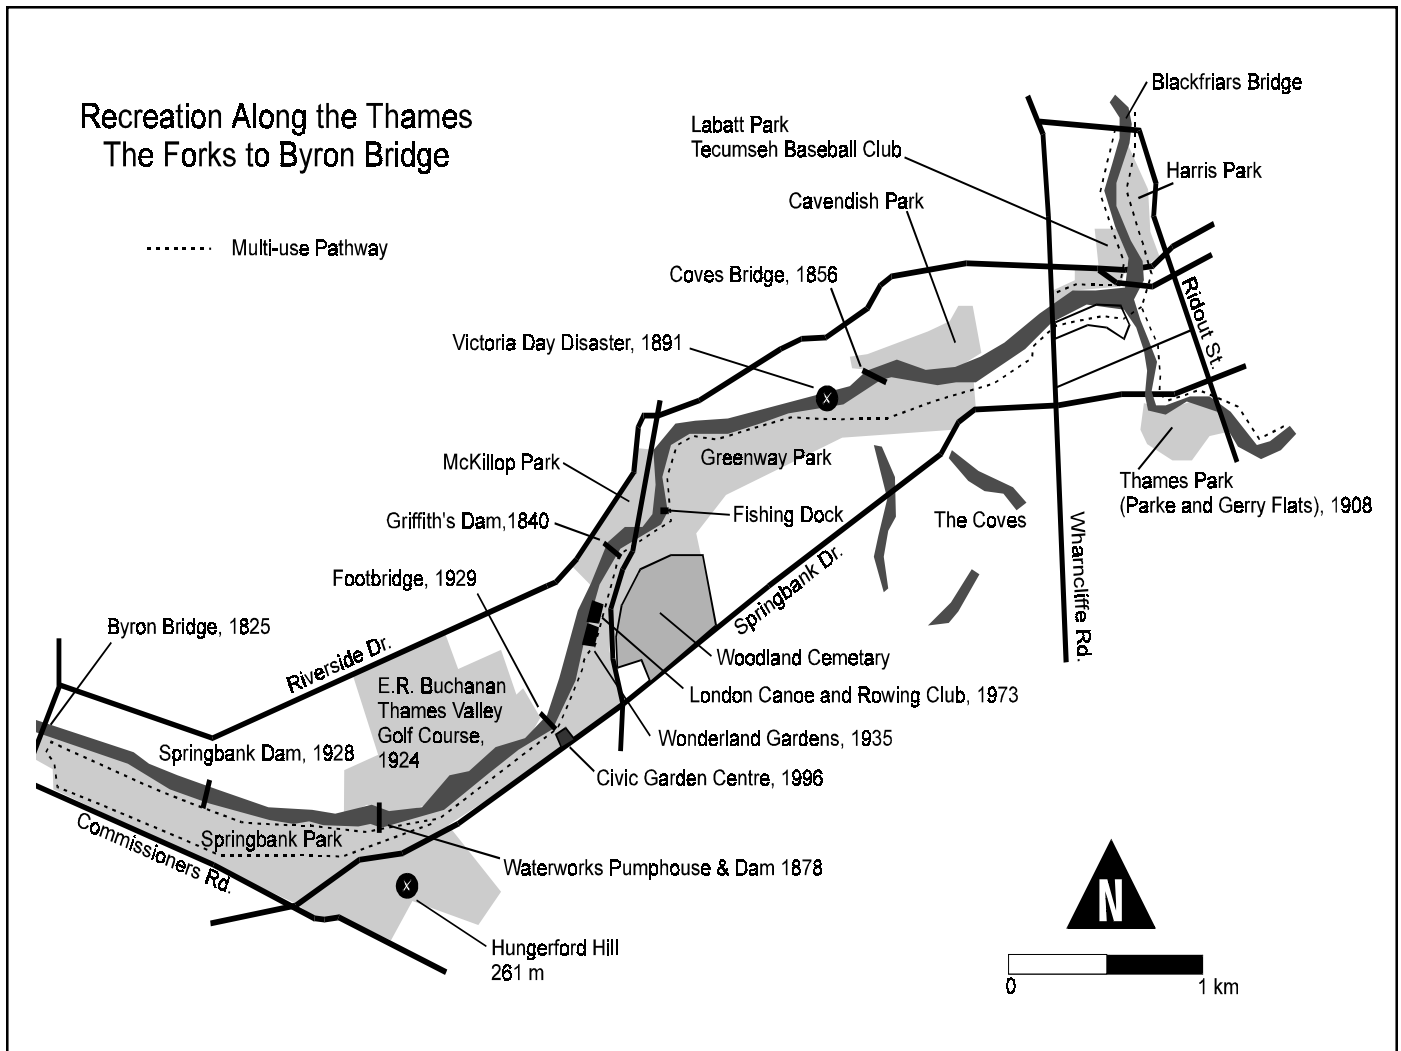 Recreation Along the Thames
The Forks to Byron Bridge
Multi-use Pathway
Blackfriars Bridge
Labatt Park
Tecumseh Baseball Club
Harris Park
Cavendish Park
Coves Bridge, 1856
Ridout St.
Victoria Day Disaster, 1891
X
McKillop Park
Greenway Park
Thames Park
(Parke and Gerry Flats), 1908
Griffith's Dam,1840
Fishing Dock
The Coves
Wharncliffe Rd.
Footbridge, 1929
Springbank Dr.
Byron Bridge, 1825
Riverside Dr.
Woodland Cemetary
E.R. Buchanan
Thames Valley
Golf Course,
1924
London Canoe and Rowing Club, 1973
Wonderland Gardens, 1935
Springbank Dam, 1928
Civic Garden Centre, 1996
Commissioners Rd.
Springbank Park
Waterworks Pumphouse & Dam 1878
X
Hungerford Hill
261 m
N
0
1 km